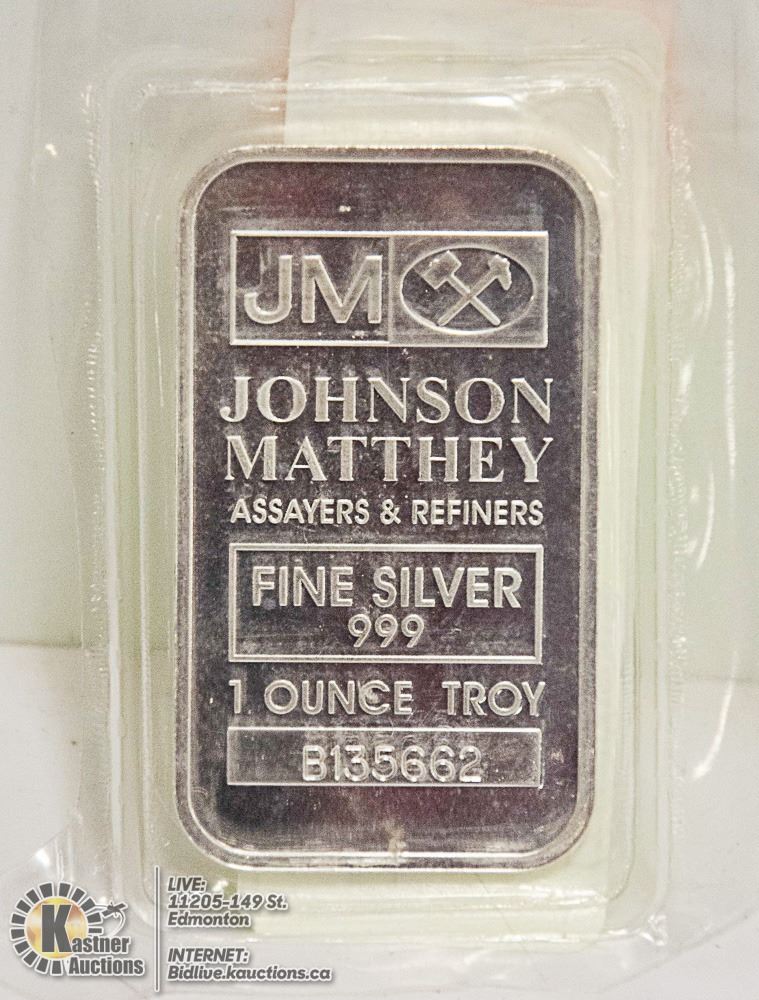 JM
JOHNSON
MATTHEY
ASSAYERS & REFINERS
FINE SILVER
999
1 OUNCE TROY
B135662
Kastner
Auctions
LIVE:
11205-149 St.
Edmonton
INTERNET:
Bidlive.kauctions.ca